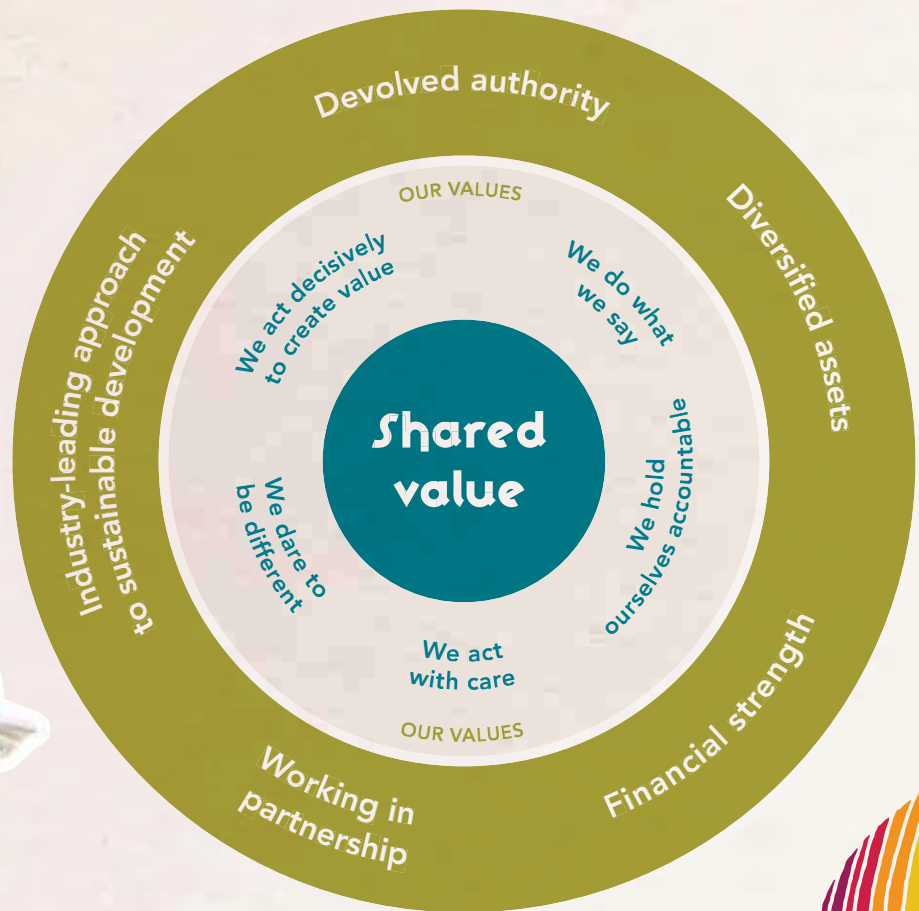 Devolved authority
Diversified assets
Financial strength
Working in
partnership
Industry-leading approach
to sustainable development
OUR VALUES
We do what
we say
We hold
ourselves accountable
We act
with care
We dare to
be different
We act decisively
to create value
OUR VALUES
Shared
value